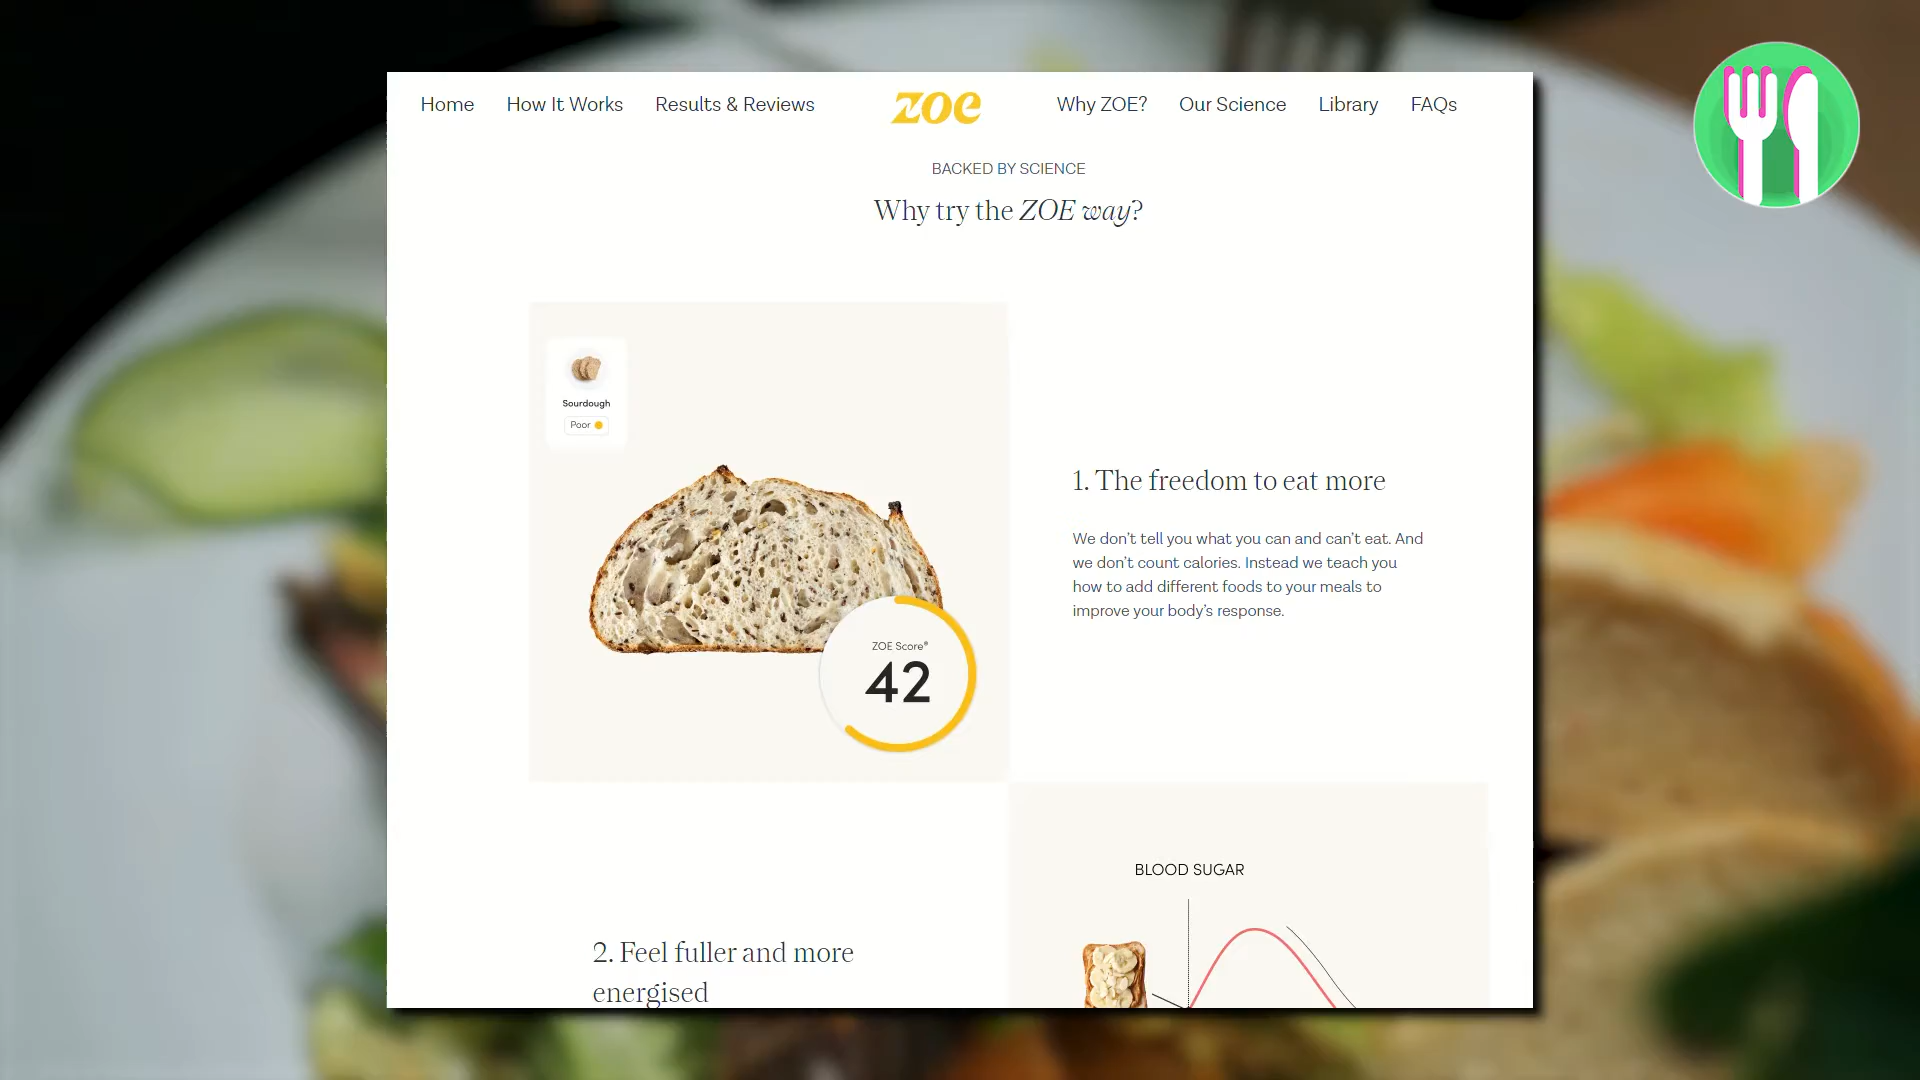 Home How It Works Results & Reviews zoe Why ZOE? Our Science Library FAQs
BACKED BY SCIENCE
Why try the ZOE way?
Sourdough
Poor
ZOE Score®
42
1. The freedom to eat more
We don't tell you what you can and can't eat. And
we don't count calories. Instead we teach you
how to add different foods to your meals to
improve your body's response.
2. Feel fuller and more
energised
BLOOD SUGAR